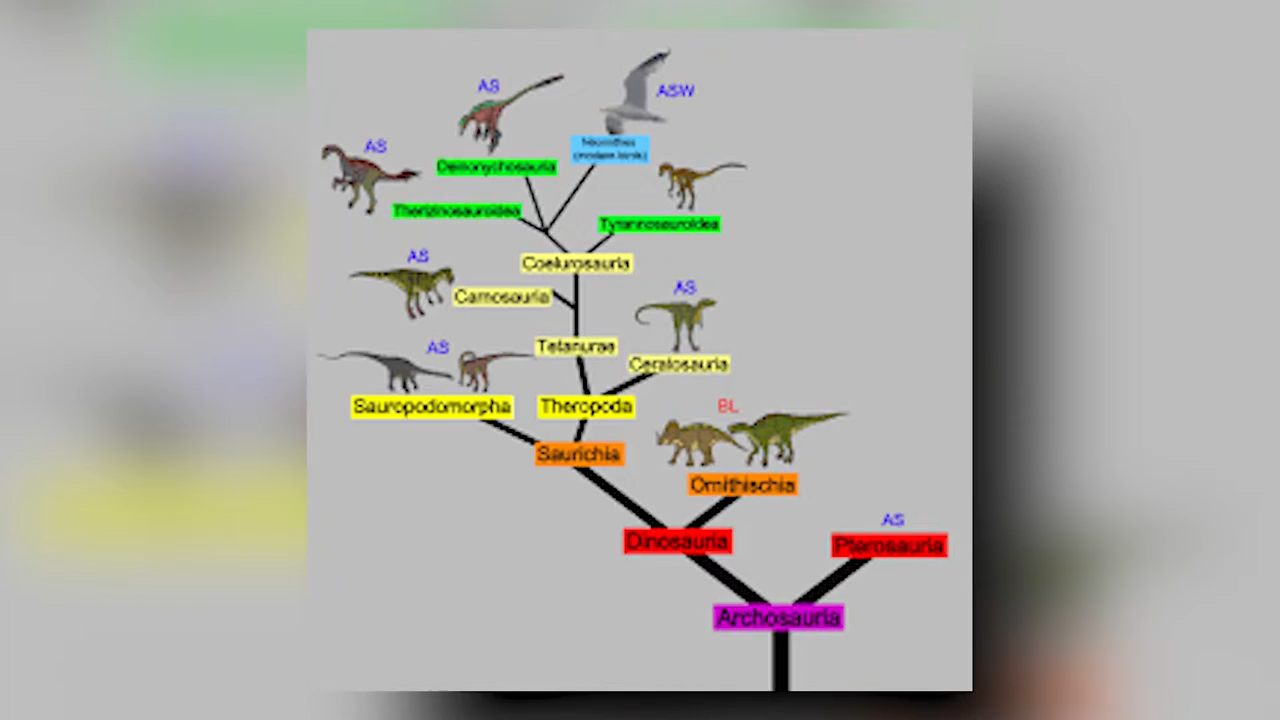 AS
ASW
Neornithes
(modern birds)
AS
Deinonychosauria
Therizinosauroidea
Tyrannosauroidea
AS
Coelurosauria
AS
Carnosauria
AS
Tetanurae
Ceratosauria
Sauropodomorpha
Theropoda
BL
Saurichia
Ornithischia
AS
Dinosauria
Pterosauria
Archosauria